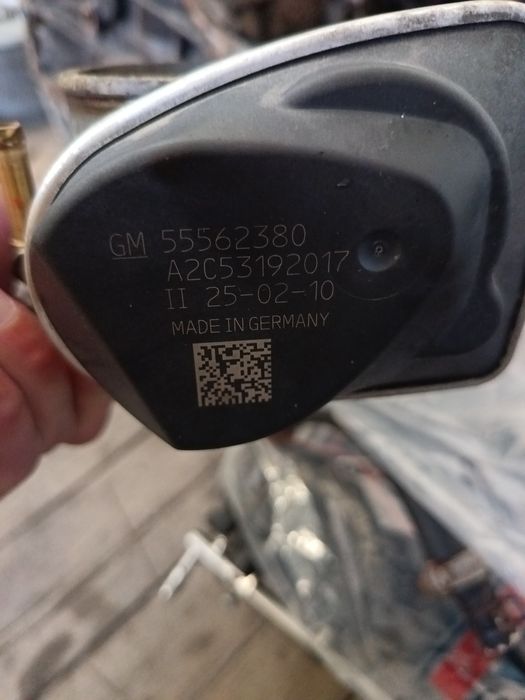 GM 55562380
A2C53192017
II 25-02-10
MADE IN GERMANY